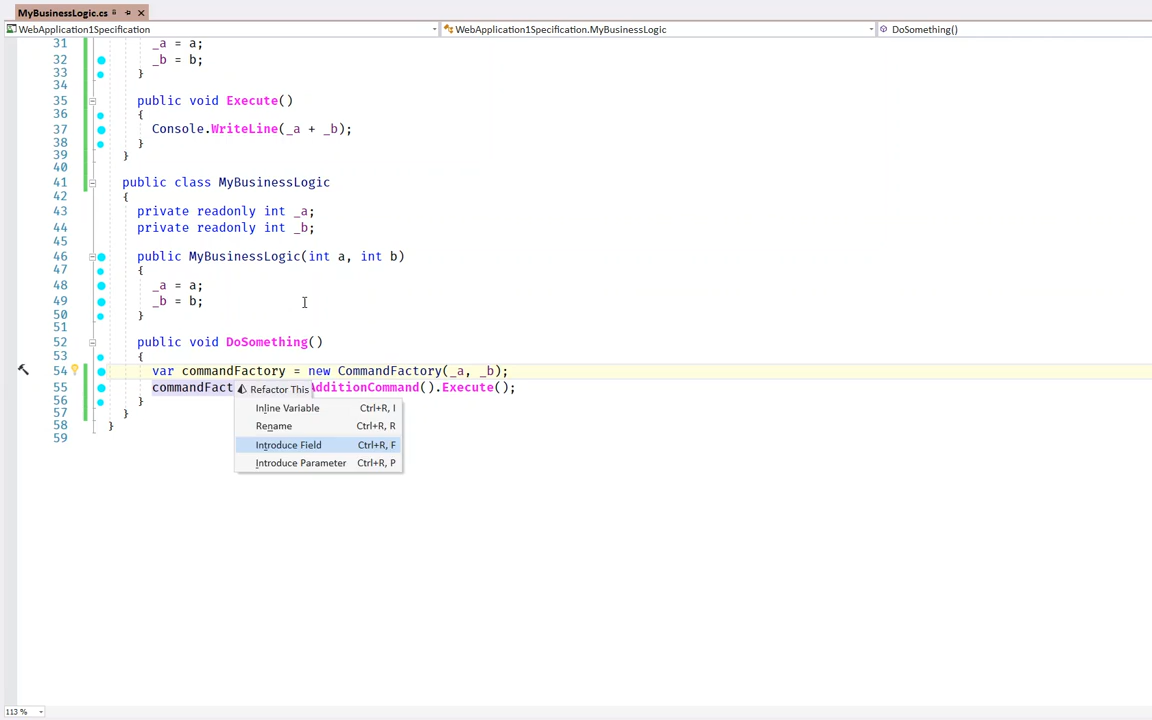 MyBusinessLogic.cs
WebApplication1Specification WebApplication1Specification.MyBusinessLogic DoSomething()
31 _a = a;
32 _b = b;
33 }
34
35 public void Execute()
36 {
37 Console.WriteLine(_a + _b);
38 }
39 }
40
41 public class MyBusinessLogic
42 {
43 private readonly int _a;
44 private readonly int _b;
45
46 public MyBusinessLogic(int a, int b)
47 {
48 _a = a;
49 _b = b;
50 }
51
52 public void DoSomething()
53 {
54 var commandFactory = new CommandFactory(_a, _b);
55 commandFact AdditionCommand().Execute();
56 }
57 }
58 }
59
Refactor This
Inline Variable Ctrl+R, I
Rename Ctrl+R, R
Introduce Field Ctrl+R, F
Introduce Parameter Ctrl+R, P
113 %